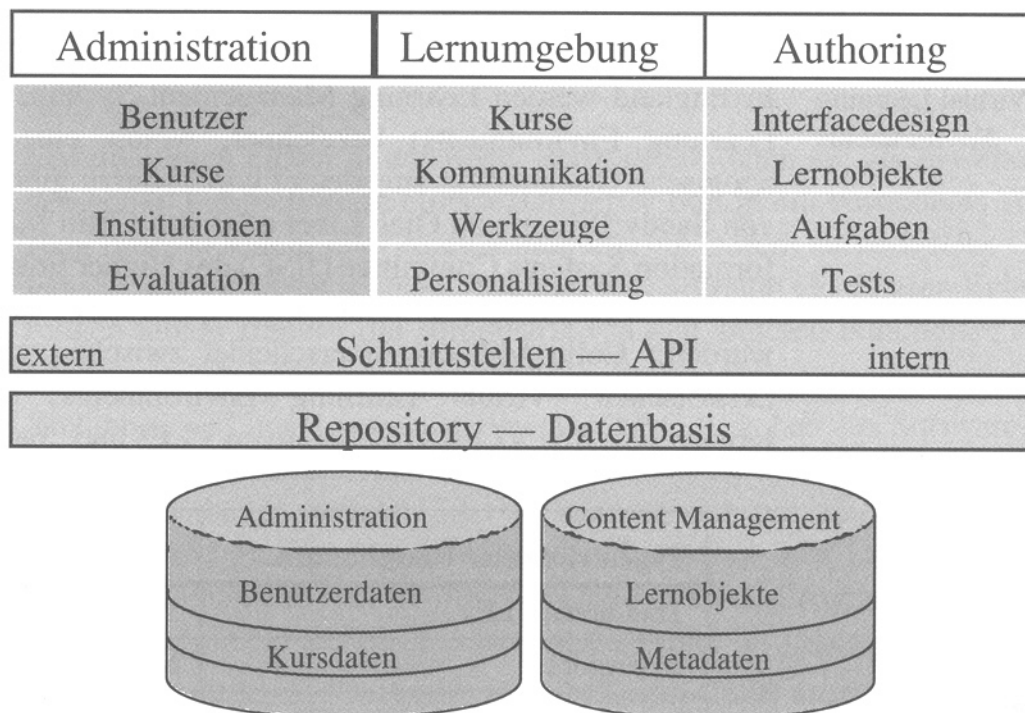 Administration Lernumgebung Authoring
Benutzer Kurse Interfacedesign
Kurse Kommunikation Lernobjekte
Institutionen Werkzeuge Aufgaben
Evaluation Personalisierung Tests
extern Schnittstellen — API intern
Repository — Datenbasis
Administration Content Management
Benutzerdaten Lernobjekte
Kursdaten Metadaten